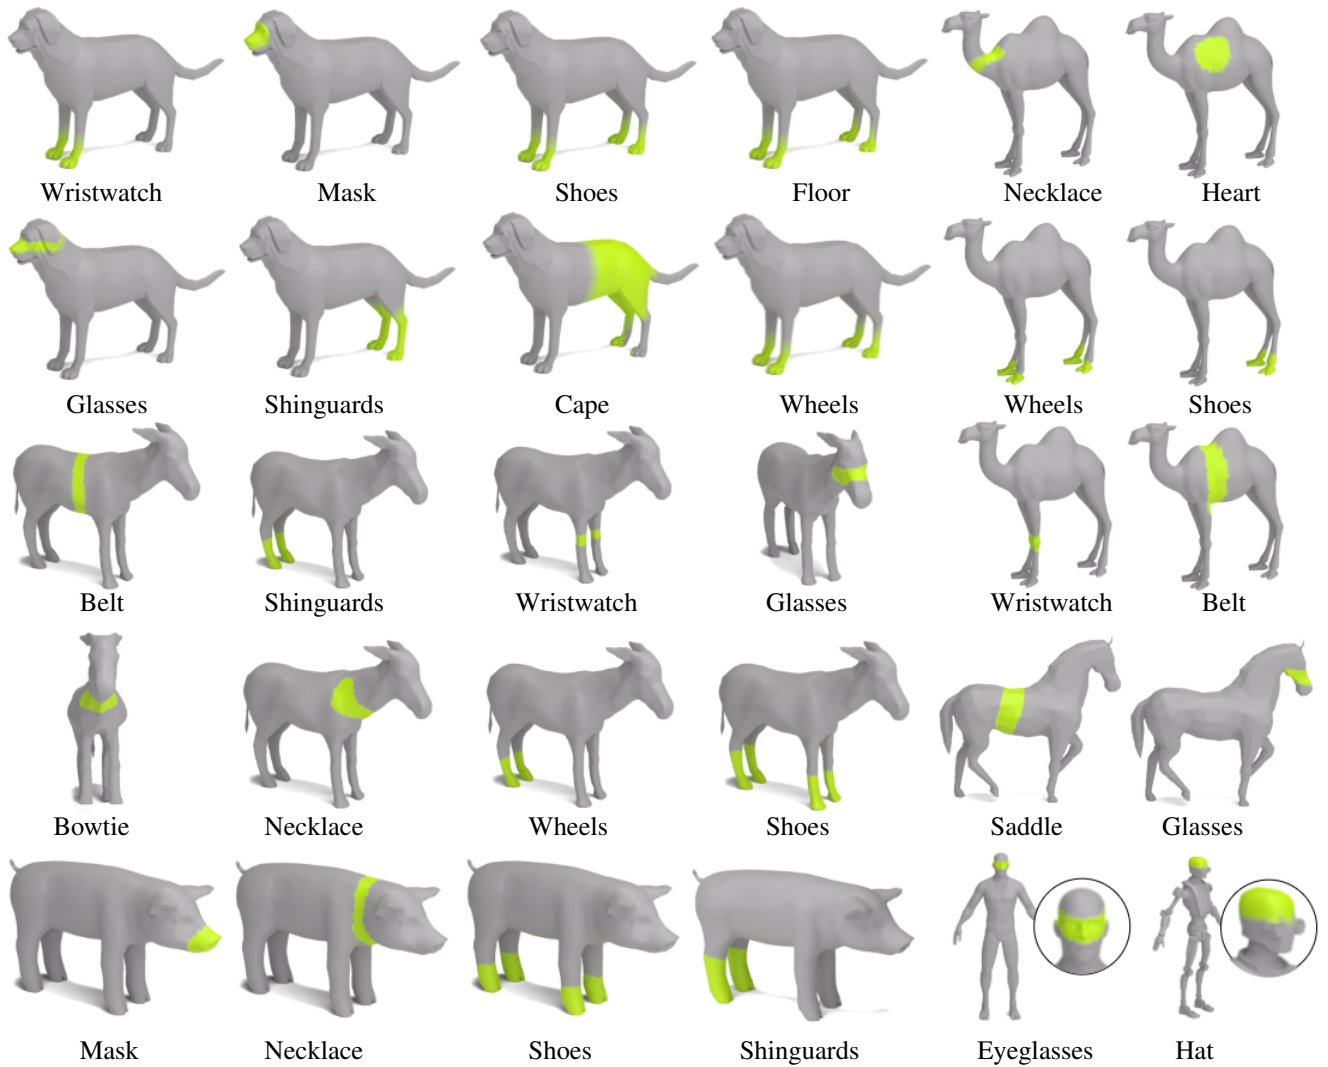 Wristwatch Mask Shoes Floor Necklace Heart
Glasses Shinguards Cape Wheels Wheels Shoes
Belt Shinguards Wristwatch Glasses Wristwatch Belt
Bowtie Necklace Wheels Shoes Saddle Glasses
Mask Necklace Shoes Shinguards Eyeglasses Hat